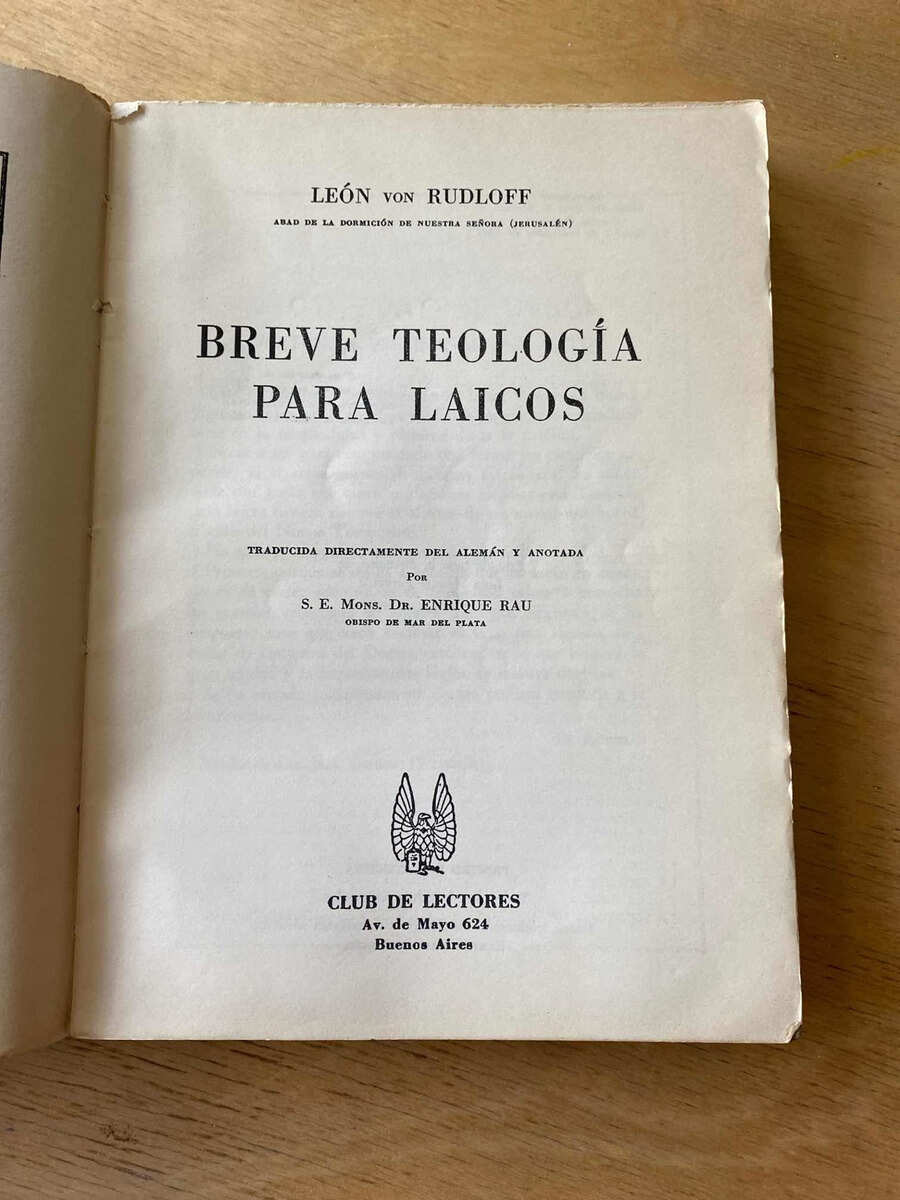 LEÓN VON RUDLOFF
ABAD DE LA DORMICIÓN DE NUESTRA SEÑORA (JERUSALÉN)
BREVE TEOLOGÍA
PARA LAICOS
TRADUCIDA DIRECTAMENTE DEL ALEMÁN Y ANOTADA
POR
S. E. MONS. DR. ENRIQUE RAU
OBISPO DE MAR DEL PLATA
CLUB DE LECTORES
Av. de Mayo 624
Buenos Aires